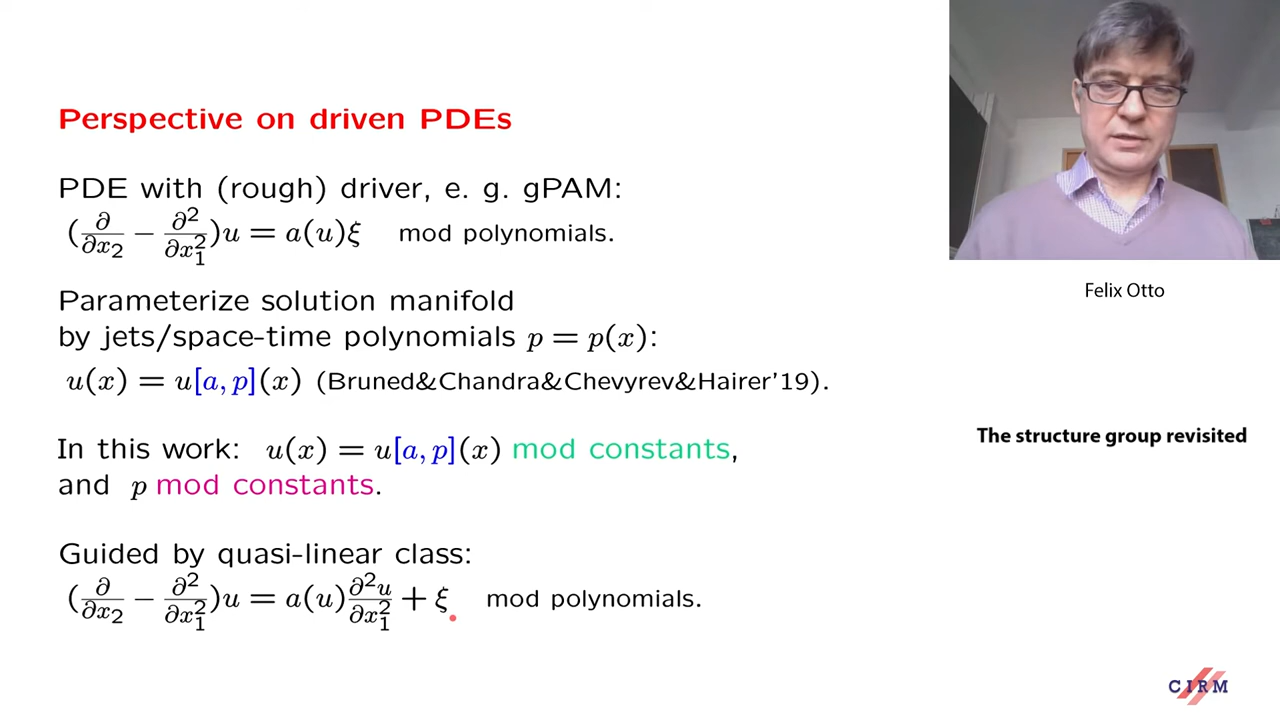 Perspective on driven PDEs
PDE with (rough) driver, e. g. gPAM:
(∂/∂x₂ − ∂²/∂x₁²)u = a(u)ξ mod polynomials.
Parameterize solution manifold
by jets/space-time polynomials p = p(x):
u(x) = u[a, p](x) (Bruned&Chandra&Chevyrev&Hairer'19).
In this work: u(x) = u[a, p](x) mod constants,
and p mod constants.
Guided by quasi-linear class:
(∂/∂x₂ − ∂²/∂x₁²)u = a(u)∂²u/∂x₁² + ξ mod polynomials.
Felix Otto
The structure group revisited
CIRM